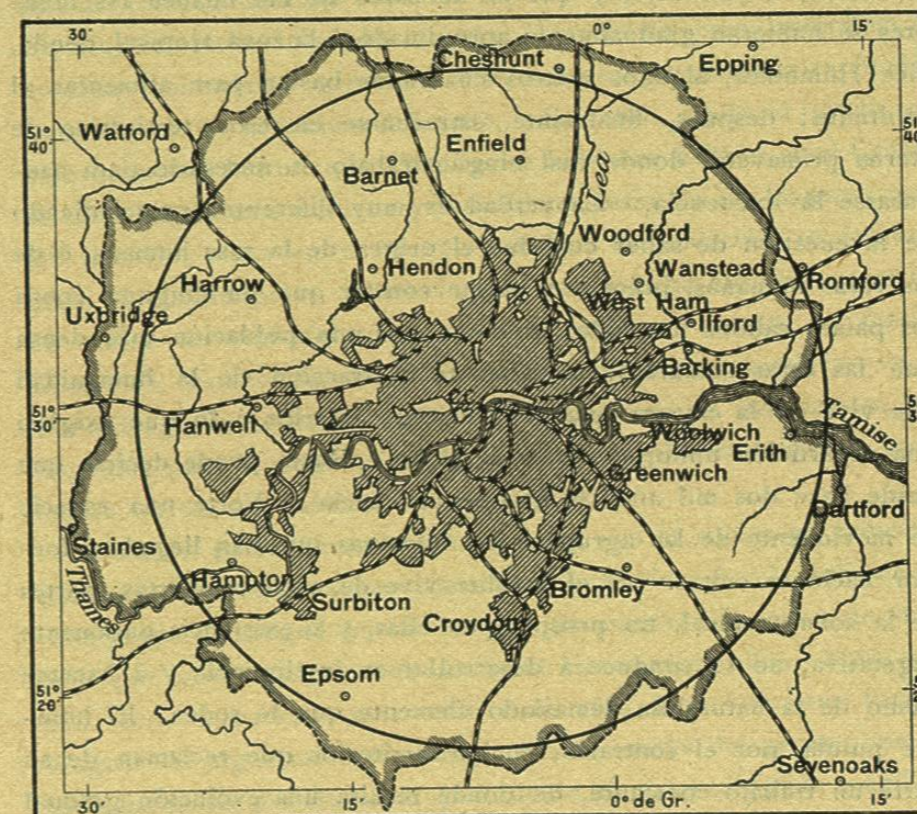 30'
15'
0°
15'
Cheshunt
Epping
51°
40'
Watford
Enfield
Barnet
Lea
Woodford
Hendon
Wanstead
Romford
Harrow
West Ham
Uxbridge
Ilford
Barking
51°
30'
Hanwell
Tamise
Woolwich
Erith
Greenwich
Dartford
Staines
Thames
Hampton
Bromley
Surbiton
Croydon
51°
20'
Epsom
Sevenoaks
30'
15'
0° de Gr.
15'